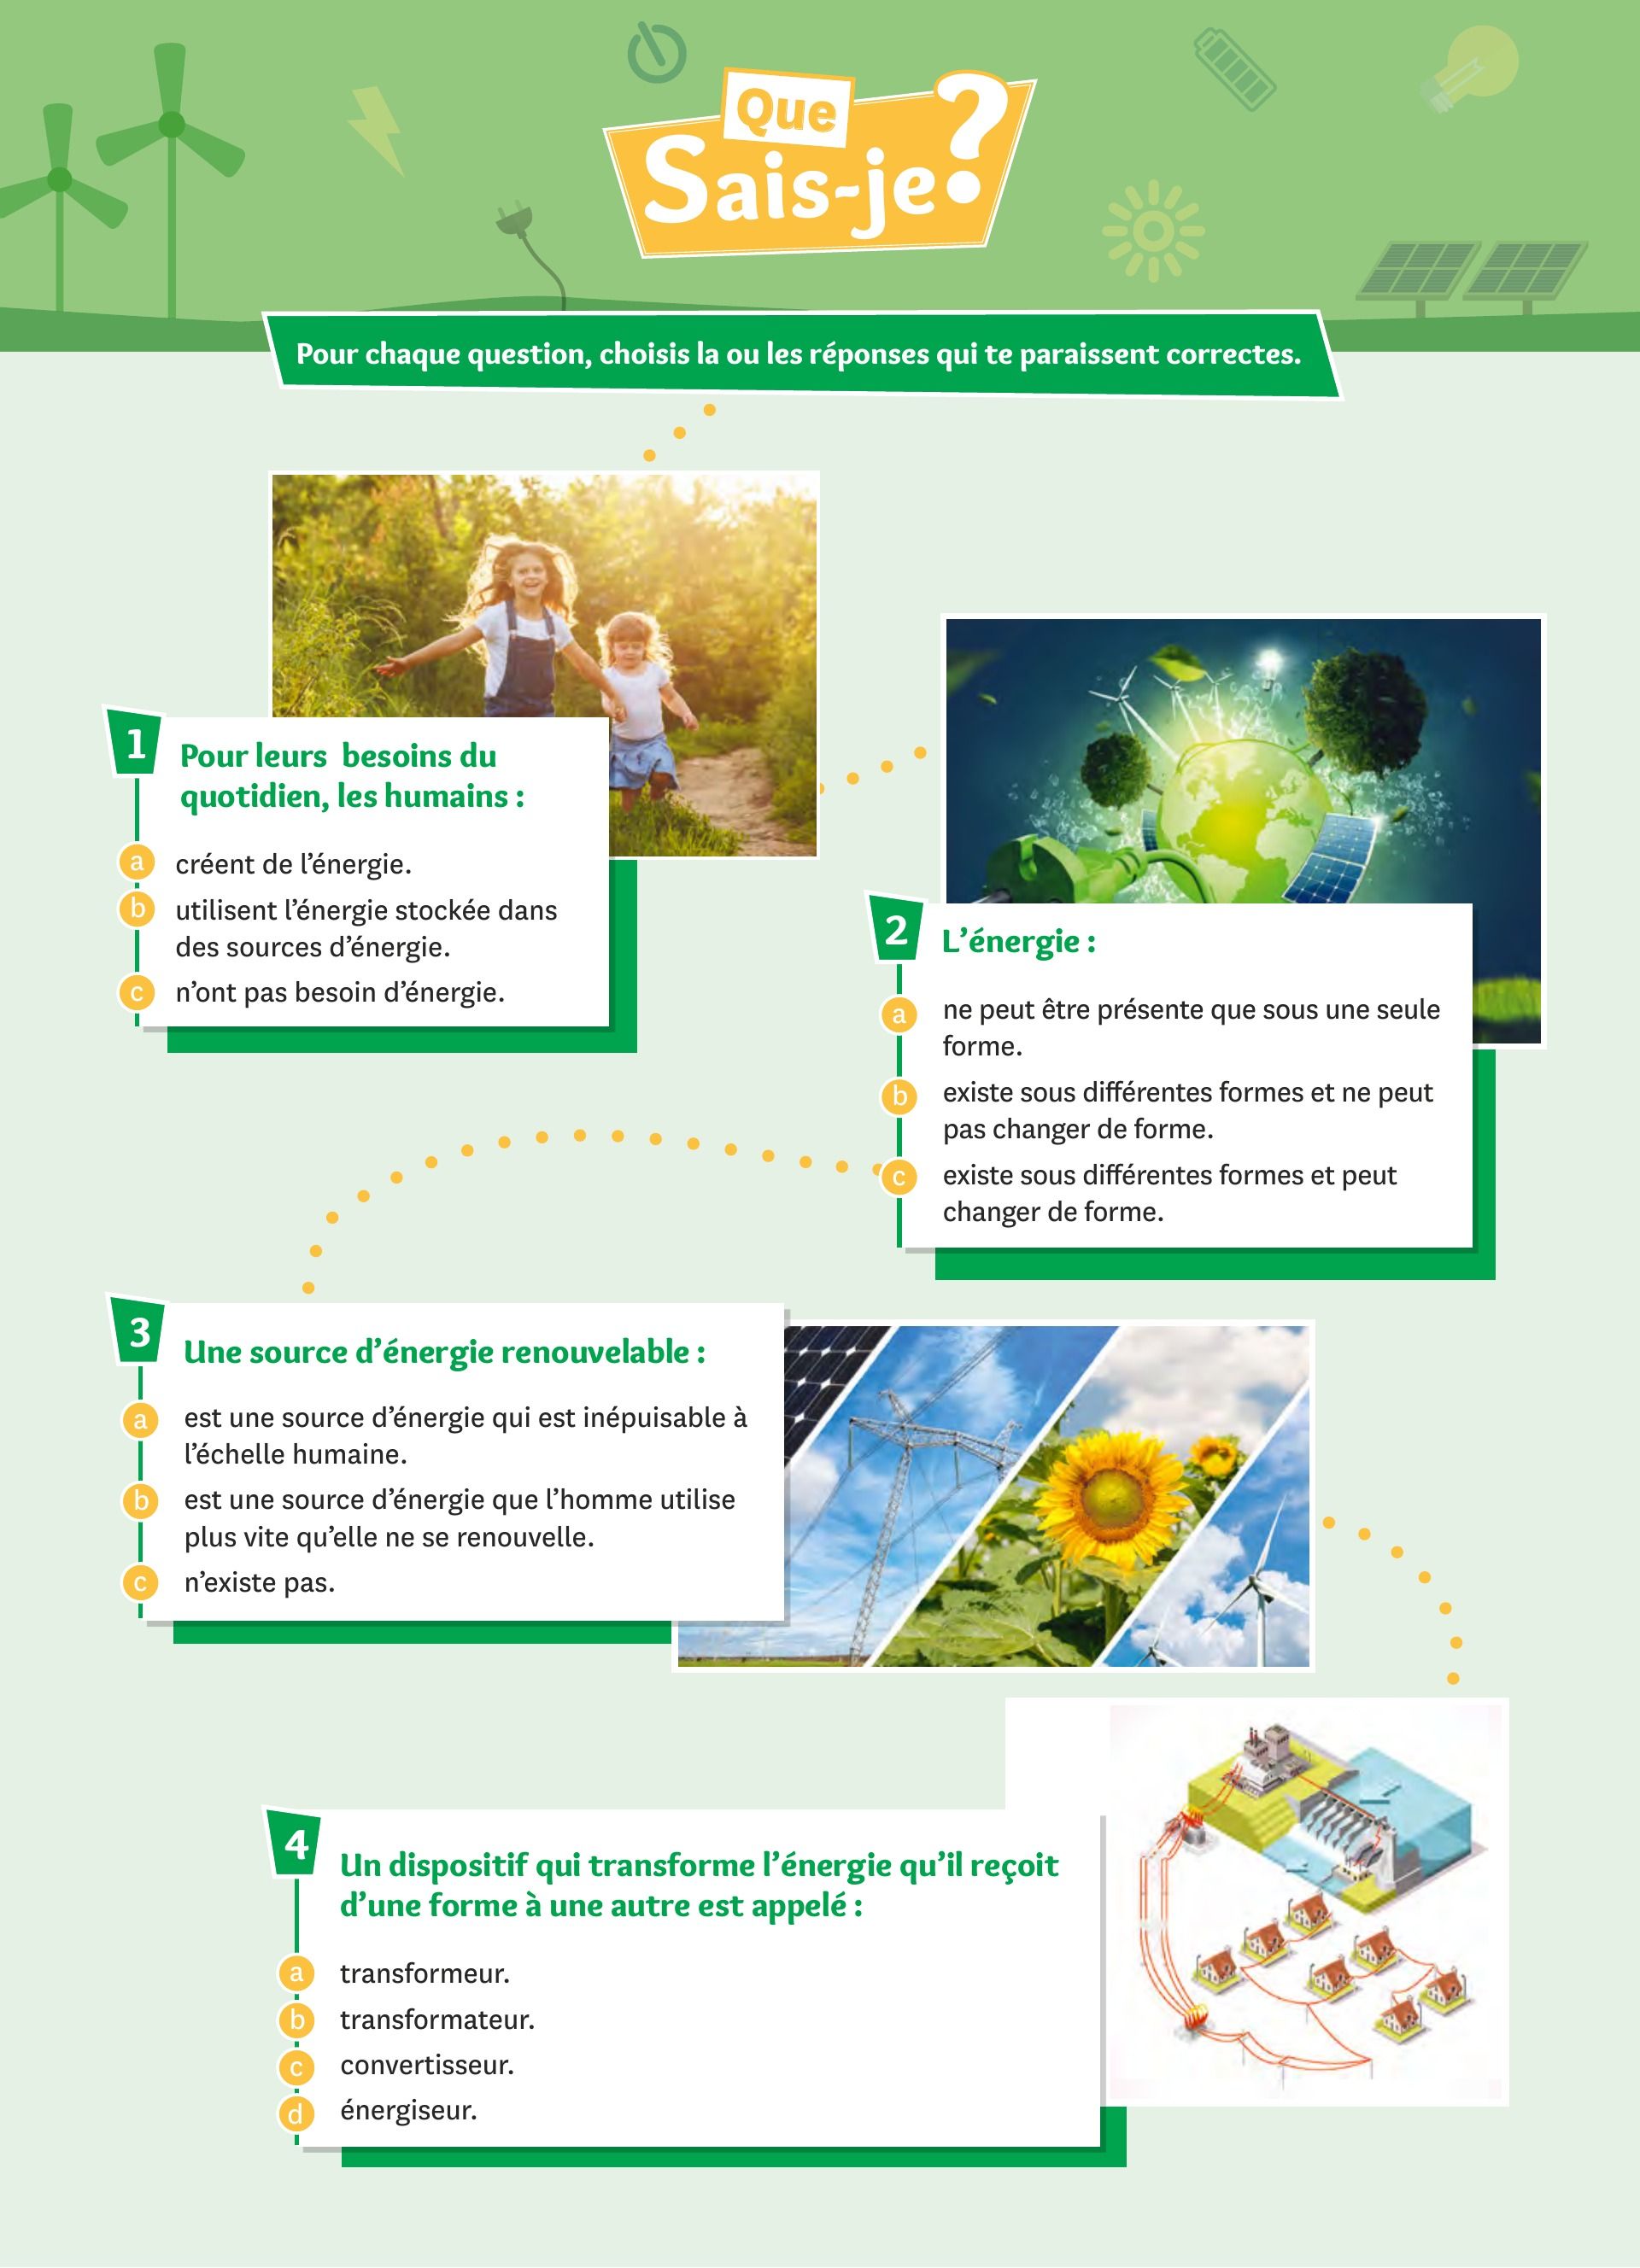 Que
Sais-je ?
Pour chaque question, choisis la ou les réponses qui te paraissent correctes.
1
Pour leurs besoins du
quotidien, les humains :
a créent de l'énergie.
b utilisent l'énergie stockée dans
des sources d'énergie.
c n'ont pas besoin d'énergie.
2
L'énergie :
a ne peut être présente que sous une seule
forme.
b existe sous différentes formes et ne peut
pas changer de forme.
c existe sous différentes formes et peut
changer de forme.
3
Une source d'énergie renouvelable :
a est une source d'énergie qui est inépuisable à
l'échelle humaine.
b est une source d'énergie que l'homme utilise
plus vite qu'elle ne se renouvelle.
c n'existe pas.
4
Un dispositif qui transforme l'énergie qu'il reçoit
d'une forme à une autre est appelé :
a transformeur.
b transformateur.
c convertisseur.
d énergiseur.